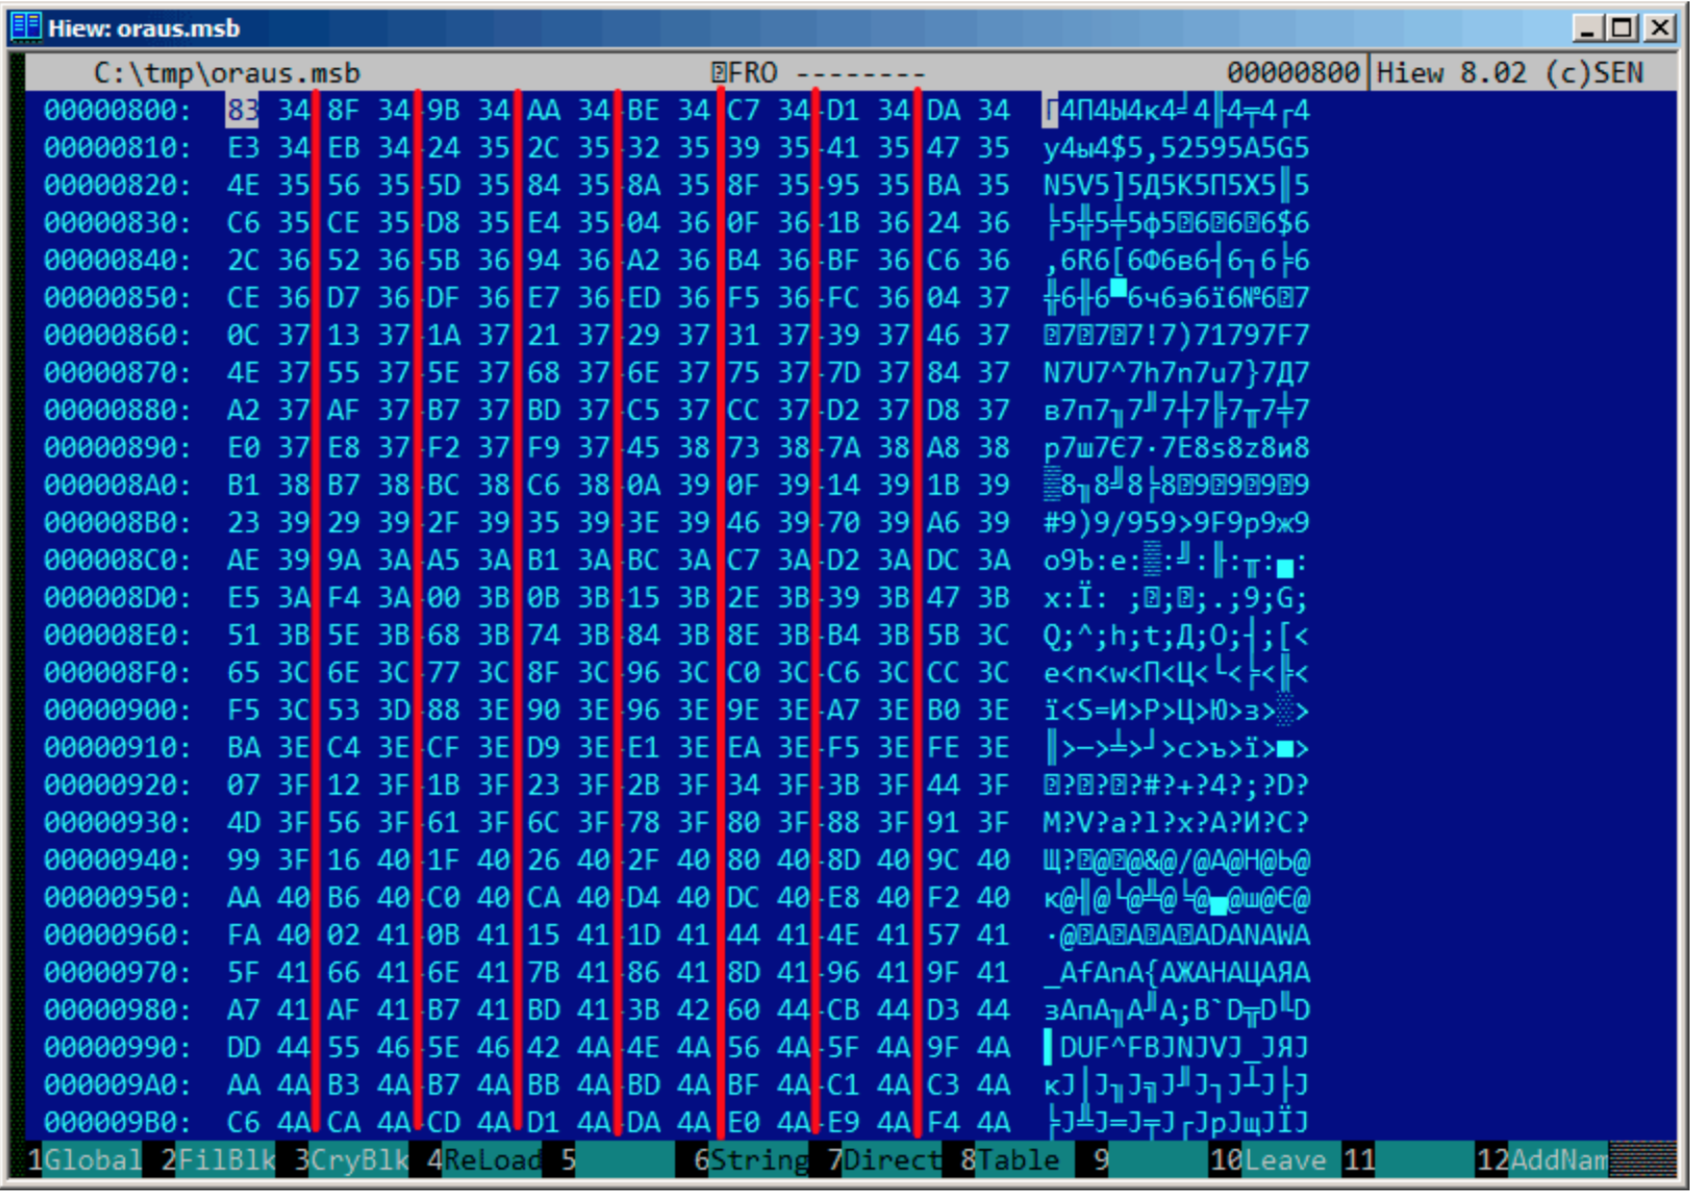 Hiew: oraus.msb
C:\tmp\oraus.msb ⍰FRO -------- 00000800 Hiew 8.02 (c)SEN
00000800: 83 34 8F 34-9B 34 AA 34-BE 34 C7 34-D1 34 DA 34 Г4П4Ы4к4╛4╟4╤4┌4
00000810: E3 34 EB 34-24 35 2C 35-32 35 39 35-41 35 47 35 у4ы4$5,52595A5G5
00000820: 4E 35 56 35-5D 35 84 35-8A 35 8F 35-95 35 BA 35 N5V5]5Д5К5П5Х5║5
00000830: C6 35 CE 35-D8 35 E4 35-04 36 0F 36-1B 36 24 36 ╞5╬5╪5ф5⍰6⍰6⍰6$6
00000840: 2C 36 52 36-5B 36 94 36-A2 36 B4 36-BF 36 C6 36 ,6R6[6Ф6в6┤6┐6╞6
00000850: CE 36 D7 36-DF 36 E7 36-ED 36 F5 36-FC 36 04 37 ╬6╫6▀6ч6э6ї6№6⍰7
00000860: 0C 37 13 37-1A 37 21 37-29 37 31 37-39 37 46 37 ⍰7⍰7⍰7!7)71797F7
00000870: 4E 37 55 37-5E 37 68 37-6E 37 75 37-7D 37 84 37 N7U7^7h7n7u7}7Д7
00000880: A2 37 AF 37-B7 37 BD 37-C5 37 CC 37-D2 37 D8 37 в7п7╖7╜7┼7╠7╥7╪7
00000890: E0 37 E8 37-F2 37 F9 37-45 38 73 38-7A 38 A8 38 р7ш7Є7·7E8s8z8и8
000008A0: B1 38 B7 38-BC 38 C6 38-0A 39 0F 39-14 39 1B 39 ▒8╖8╝8╞8⍰9⍰9⍰9⍰9
000008B0: 23 39 29 39-2F 39 35 39-3E 39 46 39-70 39 A6 39 #9)9/959>9F9p9ж9
000008C0: AE 39 9A 3A-A5 3A B1 3A-BC 3A C7 3A-D2 3A DC 3A о9Ъ:е:▒:╝:╟:╥:▄:
000008D0: E5 3A F4 3A-00 3B 0B 3B-15 3B 2E 3B-39 3B 47 3B х:Ї: ;⍰;⍰;.;9;G;
000008E0: 51 3B 5E 3B-68 3B 74 3B-84 3B 8E 3B-B4 3B 5B 3C Q;^;h;t;Д;О;┤;[<
000008F0: 65 3C 6E 3C-77 3C 8F 3C-96 3C C0 3C-C6 3C CC 3C e<n<w<П<Ц<└<╞<╠<
00000900: F5 3C 53 3D-88 3E 90 3E-96 3E 9E 3E-A7 3E B0 3E ї<S=И>Р>Ц>Ю>з>░>
00000910: BA 3E C4 3E-CF 3E D9 3E-E1 3E EA 3E-F5 3E FE 3E ║>─>╧>┘>с>ъ>ї>■>
00000920: 07 3F 12 3F-1B 3F 23 3F-2B 3F 34 3F-3B 3F 44 3F ⍰?⍰?⍰?#?+?4?;?D?
00000930: 4D 3F 56 3F-61 3F 6C 3F-78 3F 80 3F-88 3F 91 3F M?V?a?l?x?А?И?С?
00000940: 99 3F 16 40-1F 40 26 40-2F 40 80 40-8D 40 9C 40 Щ?⍰@⍰@&@/@А@Н@Ь@
00000950: AA 40 B6 40-C0 40 CA 40-D4 40 DC 40-E8 40 F2 40 к@╢@└@╩@╘@▄@ш@Є@
00000960: FA 40 02 41-0B 41 15 41-1D 41 44 41-4E 41 57 41 ·@⍰A⍰A⍰A⍰ADANAWA
00000970: 5F 41 66 41-6E 41 7B 41-86 41 8D 41-96 41 9F 41 _AfAnA{AЖAНAЦAЯA
00000980: A7 41 AF 41-B7 41 BD 41-3B 42 60 44-CB 44 D3 44 зAпA╖A╜A;B`D╦D╙D
00000990: DD 44 55 46-5E 46 42 4A-4E 4A 56 4A-5F 4A 9F 4A ▌DUF^FBJNJVJ_JЯJ
000009A0: AA 4A B3 4A-B7 4A BB 4A-BD 4A BF 4A-C1 4A C3 4A кJ│J╖J╗J╜J┐J┴J├J
000009B0: C6 4A CA 4A-CD 4A D1 4A-DA 4A E0 4A-E9 4A F4 4A ╞J╩J═J╤J┌JрJщJЇJ
1Global 2FilBlk 3CryBlk 4ReLoad 5 6String 7Direct 8Table 9 10Leave 11 12AddNam